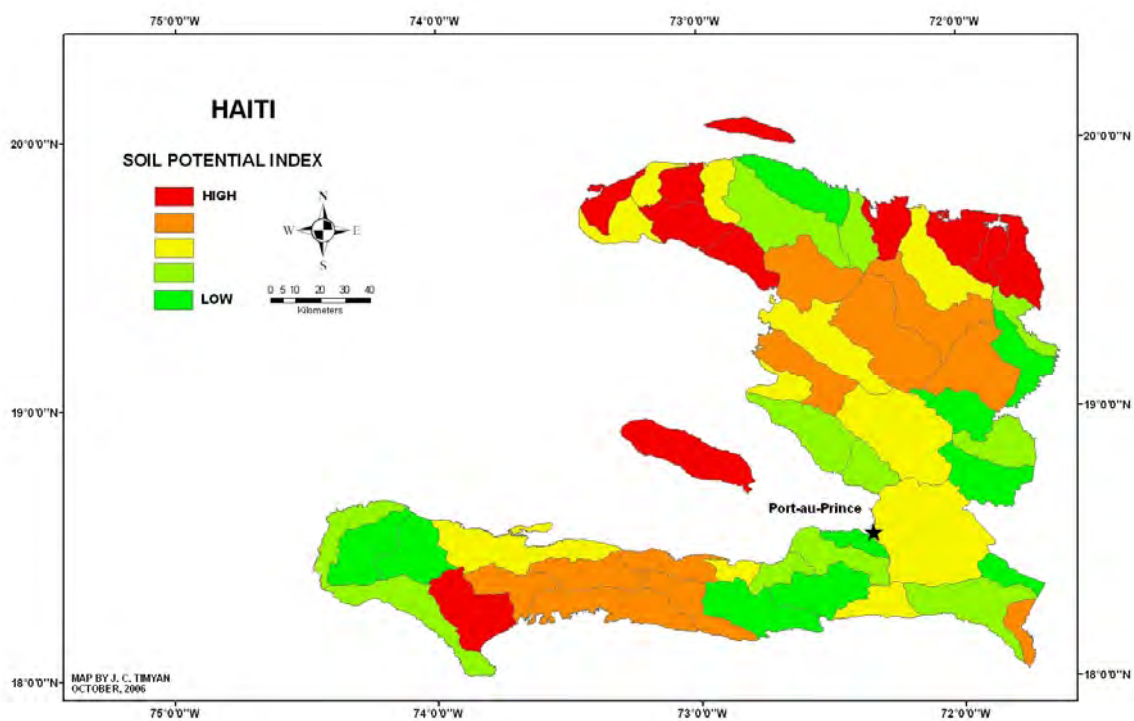 75°0'0"W 74°0'0"W 73°0'0"W 72°0'0"W
HAITI
20°0'0"N 20°0'0"N
SOIL POTENTIAL INDEX
HIGH
N
W E
S
LOW
0 5 10 20 30 40
Kilometers
19°0'0"N 19°0'0"N
Port-au-Prince
MAP BY J. C. TIMYAN
OCTOBER, 2006
18°0'0"N 18°0'0"N
75°0'0"W 74°0'0"W 73°0'0"W 72°0'0"W